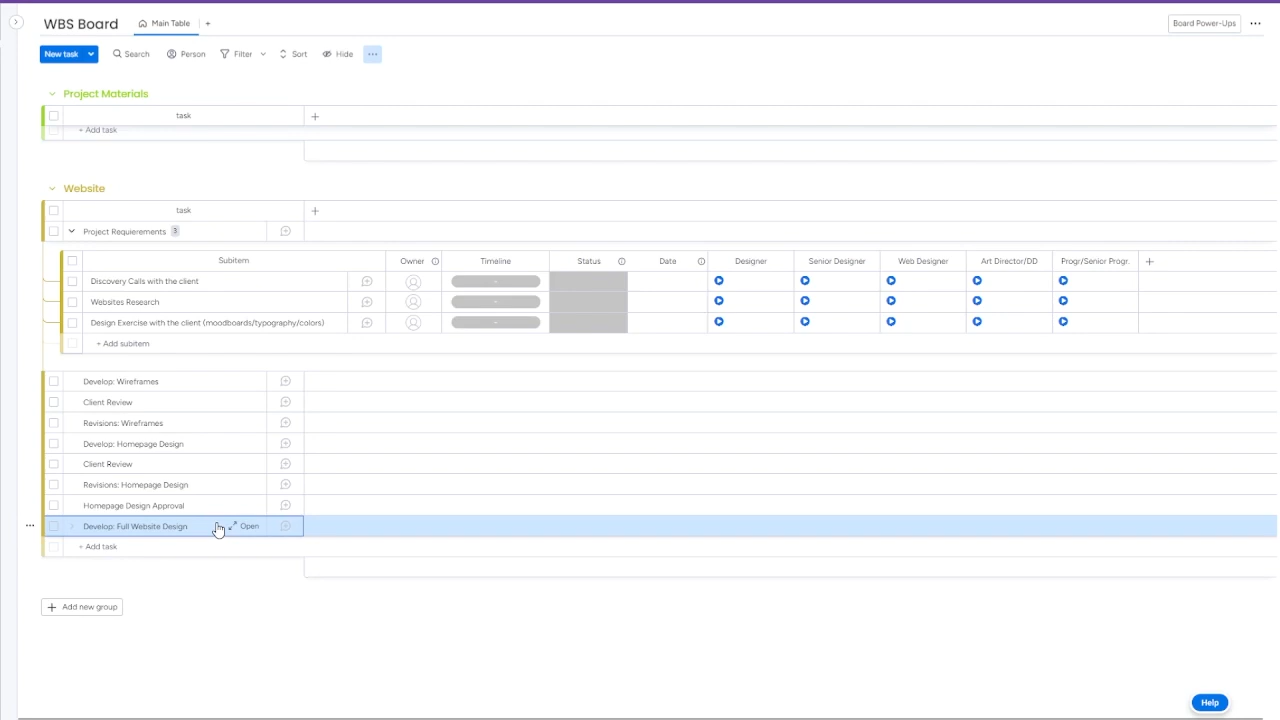 WBS Board
Main Table
+
Board Power-Ups
New task
Search
Person
Filter
Sort
Hide
Project Materials
task
+ Add task
Website
task
Project Requierements 3
Subitem Owner Timeline Status Date Designer Senior Designer Web Designer Art Director/DD Progr/Senior Progr.
Discovery Calls with the client -
Websites Research -
Design Exercise with the client (moodboards/typography/colors) -
+ Add subitem
Develop: Wireframes
Client Review
Revisions: Wireframes
Develop: Homepage Design
Client Review
Revisions: Homepage Design
Homepage Design Approval
Develop: Full Website Design Open
+ Add task
+ Add new group
Help